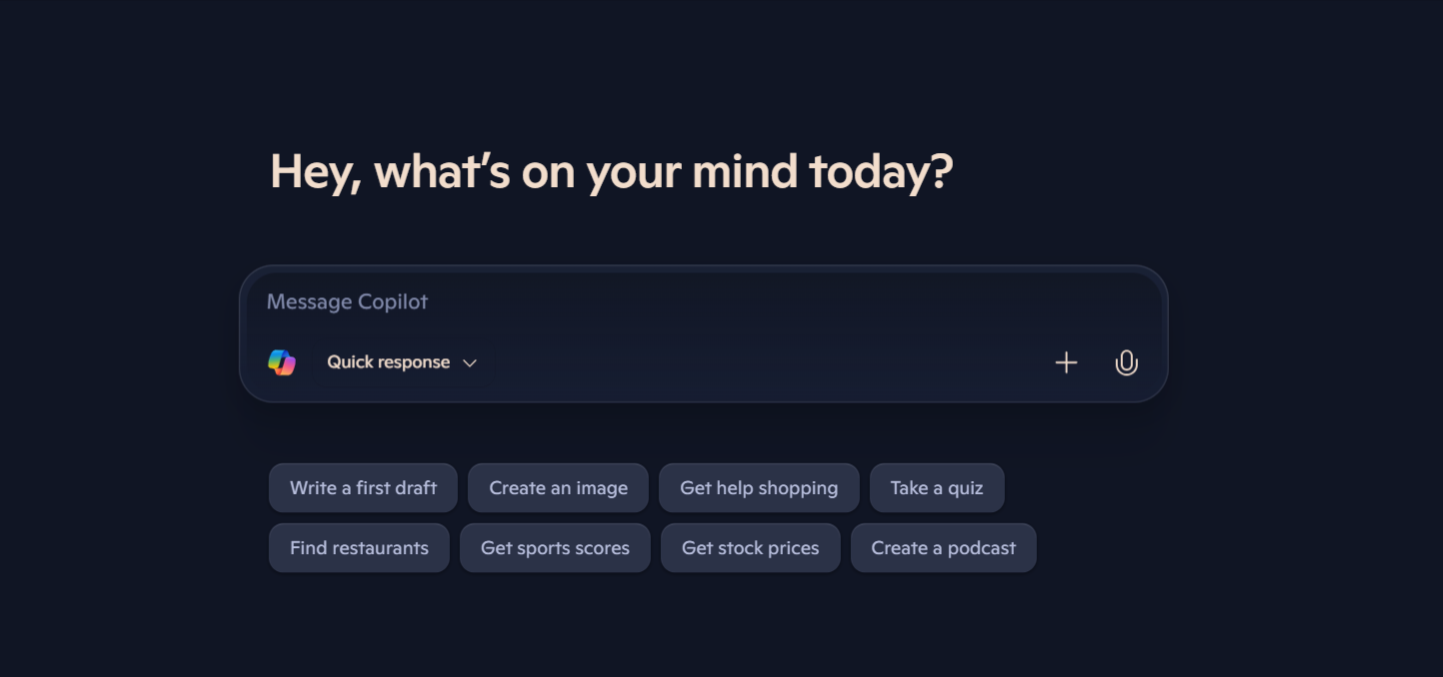 Hey, what's on your mind today?
Message Copilot
Quick response
Write a first draft Create an image Get help shopping Take a quiz
Find restaurants Get sports scores Get stock prices Create a podcast